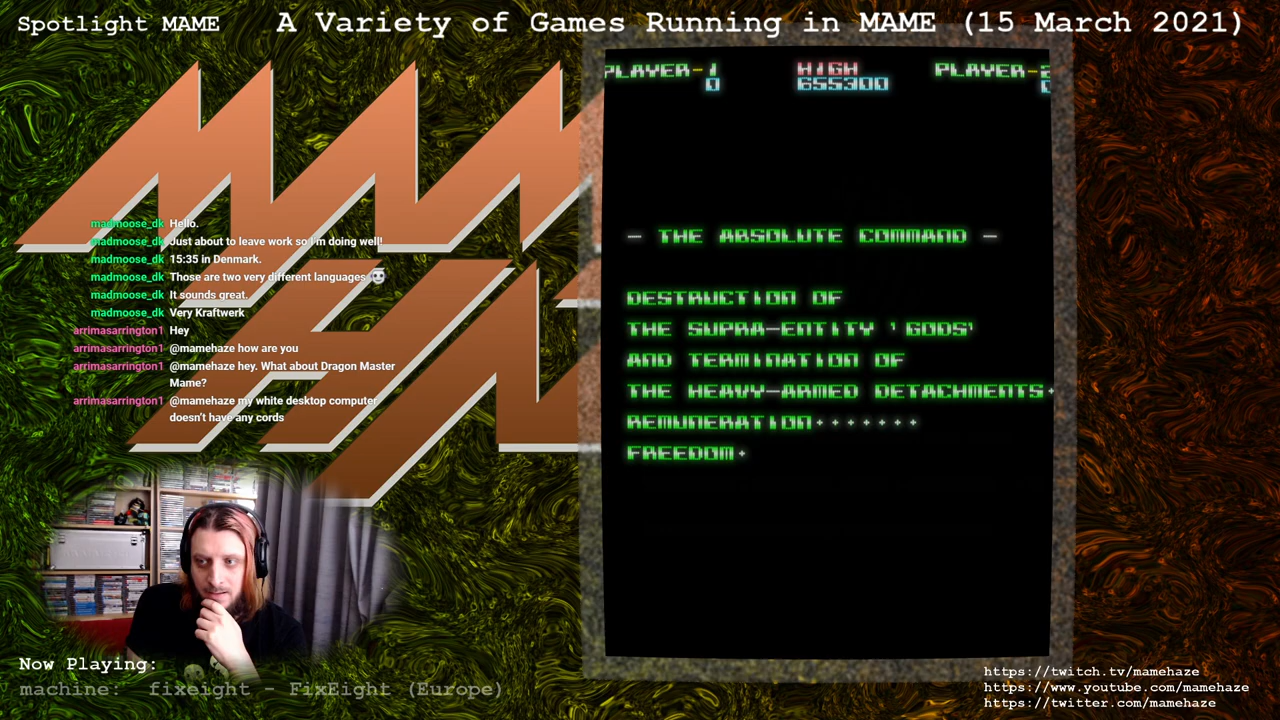 Spotlight MAME
A Variety of Games Running in MAME (15 March 2021)
PLAYER-1
HIGH
PLAYER-2
0
655300
0
- THE ABSOLUTE COMMAND -
DESTRUCTION OF
THE SUPRA-ENTITY 'GODS'
AND TERMINATION OF
THE HEAVY-ARMED DETACHMENTS.
REMUNERATION.......
FREEDOM.
madmoose_dk Hello.
madmoose_dk Just about to leave work so i'm doing well!
madmoose_dk 15:35 in Denmark.
madmoose_dk Those are two very different languages
madmoose_dk It sounds great.
madmoose_dk Very Kraftwerk
arrimasarrington1 Hey
arrimasarrington1 @mamehaze how are you
arrimasarrington1 @mamehaze hey. What about Dragon Master
Mame?
arrimasarrington1 @mamehaze my white desktop computer
doesn't have any cords
Now Playing:
machine: fixeight - FixEight (Europe)
https://twitch.tv/mamehaze
https://www.youtube.com/mamehaze
https://twitter.com/mamehaze